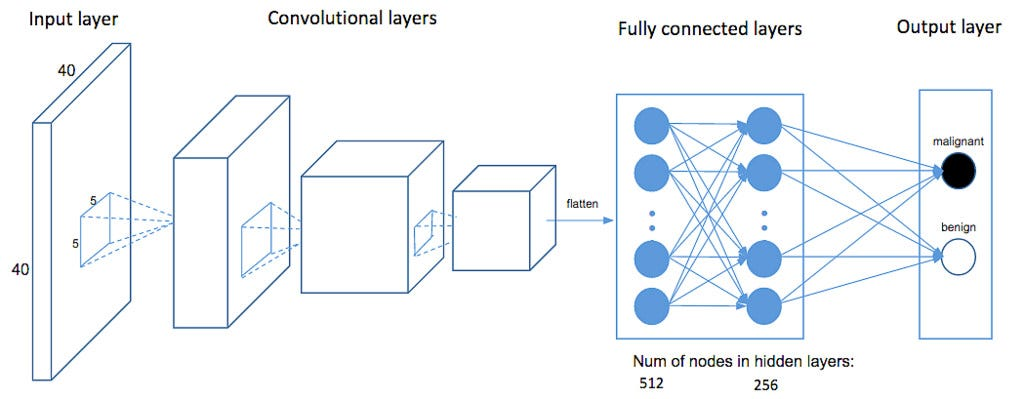 Input layer
Convolutional layers
Fully connected layers
Output layer
40
40
5
5
flatten
malignant
benign
Num of nodes in hidden layers:
512
256